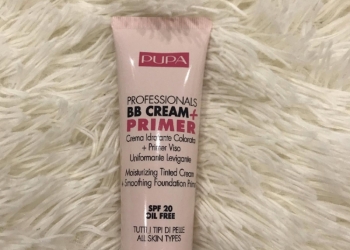 PUPA
PROFESSIONALS
BB CREAM+
PRIMER
Crema Idratante Colorata
+ Primer Viso
Uniformante Levigante
Moisturizing Tinted Cream
+ Smoothing Foundation Primer
SPF 20
OIL FREE
TUTTI I TIPI DI PELLE
ALL SKIN TYPES